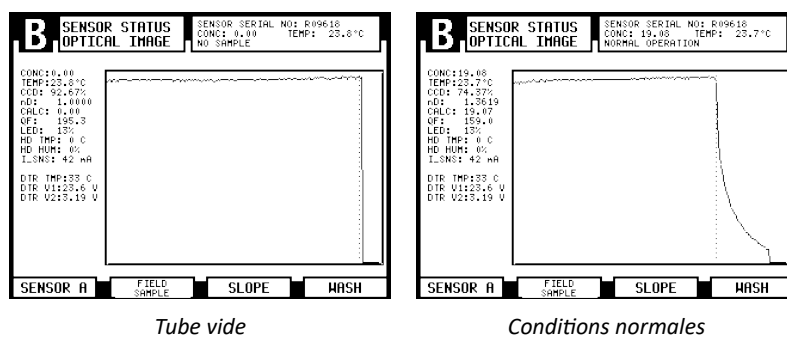 B
SENSOR STATUS
OPTICAL IMAGE
SENSOR SERIAL NO: R09618
CONC: 0.00 TEMP: 23.8°C
NO SAMPLE
CONC:0.00
TEMP:23.8°C
CCD: 92.67%
nD: 1.0000
CALC: 0.00
QF: 195.3
LED: 13%
HD TMP: 0 C
HD HUM: 0%
I_SNS: 42 mA
DTR TMP:33 C
DTR V1:23.6 V
DTR V2:3.19 V
SENSOR A
FIELD
SAMPLE
SLOPE
WASH
Tube vide
B
SENSOR STATUS
OPTICAL IMAGE
SENSOR SERIAL NO: R09618
CONC: 19.08 TEMP: 23.7°C
NORMAL OPERATION
CONC:19.08
TEMP:23.7°C
CCD: 74.37%
nD: 1.3619
CALC: 19.07
QF: 159.0
LED: 13%
HD TMP: 0 C
HD HUM: 0%
I_SNS: 42 mA
DTR TMP:33 C
DTR V1:23.6 V
DTR V2:3.19 V
SENSOR A
FIELD
SAMPLE
SLOPE
WASH
Conditions normales